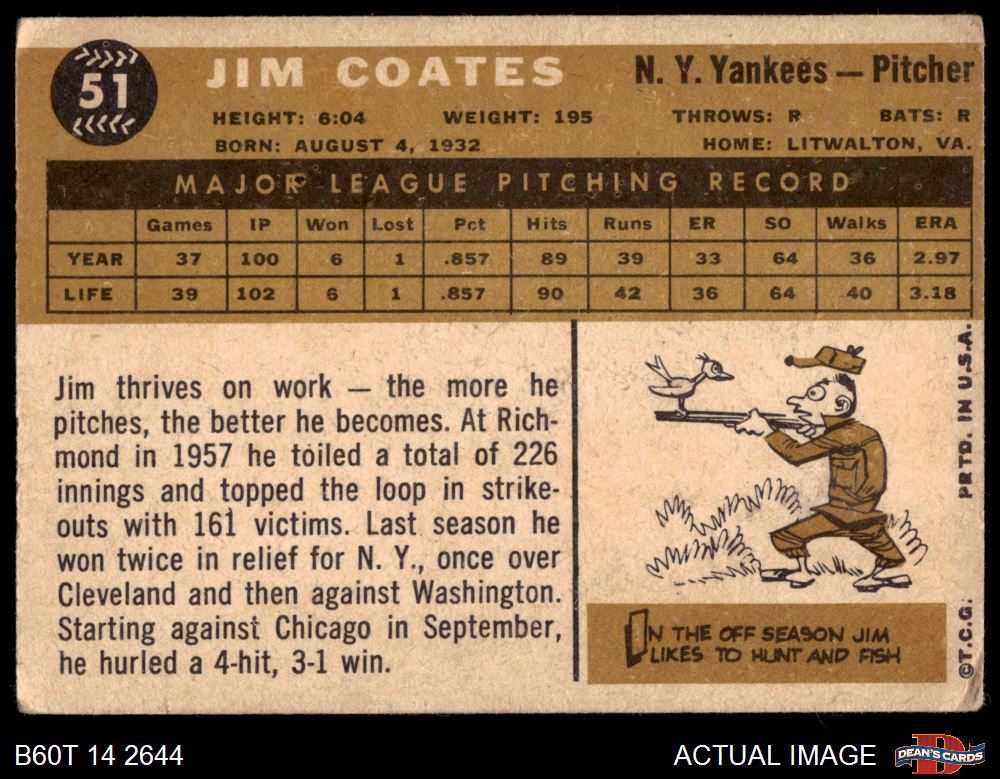 51
JIM COATES
N. Y. Yankees — Pitcher
HEIGHT: 6:04 WEIGHT: 195 THROWS: R BATS: R
BORN: AUGUST 4, 1932 HOME: LITWALTON, VA.
MAJOR LEAGUE PITCHING RECORD
Games IP Won Lost Pct Hits Runs ER SO Walks ERA
YEAR 37 100 6 1 .857 89 39 33 64 36 2.97
LIFE 39 102 6 1 .857 90 42 36 64 40 3.18
Jim thrives on work — the more he
pitches, the better he becomes. At Rich-
mond in 1957 he toiled a total of 226
innings and topped the loop in strike-
outs with 161 victims. Last season he
won twice in relief for N. Y., once over
Cleveland and then against Washington.
Starting against Chicago in September,
he hurled a 4-hit, 3-1 win.
IN THE OFF SEASON JIM
LIKES TO HUNT AND FISH
©T.C.G. PRTD. IN U.S.A.
B60T 14 2644
ACTUAL IMAGE
DEAN'S CARDS